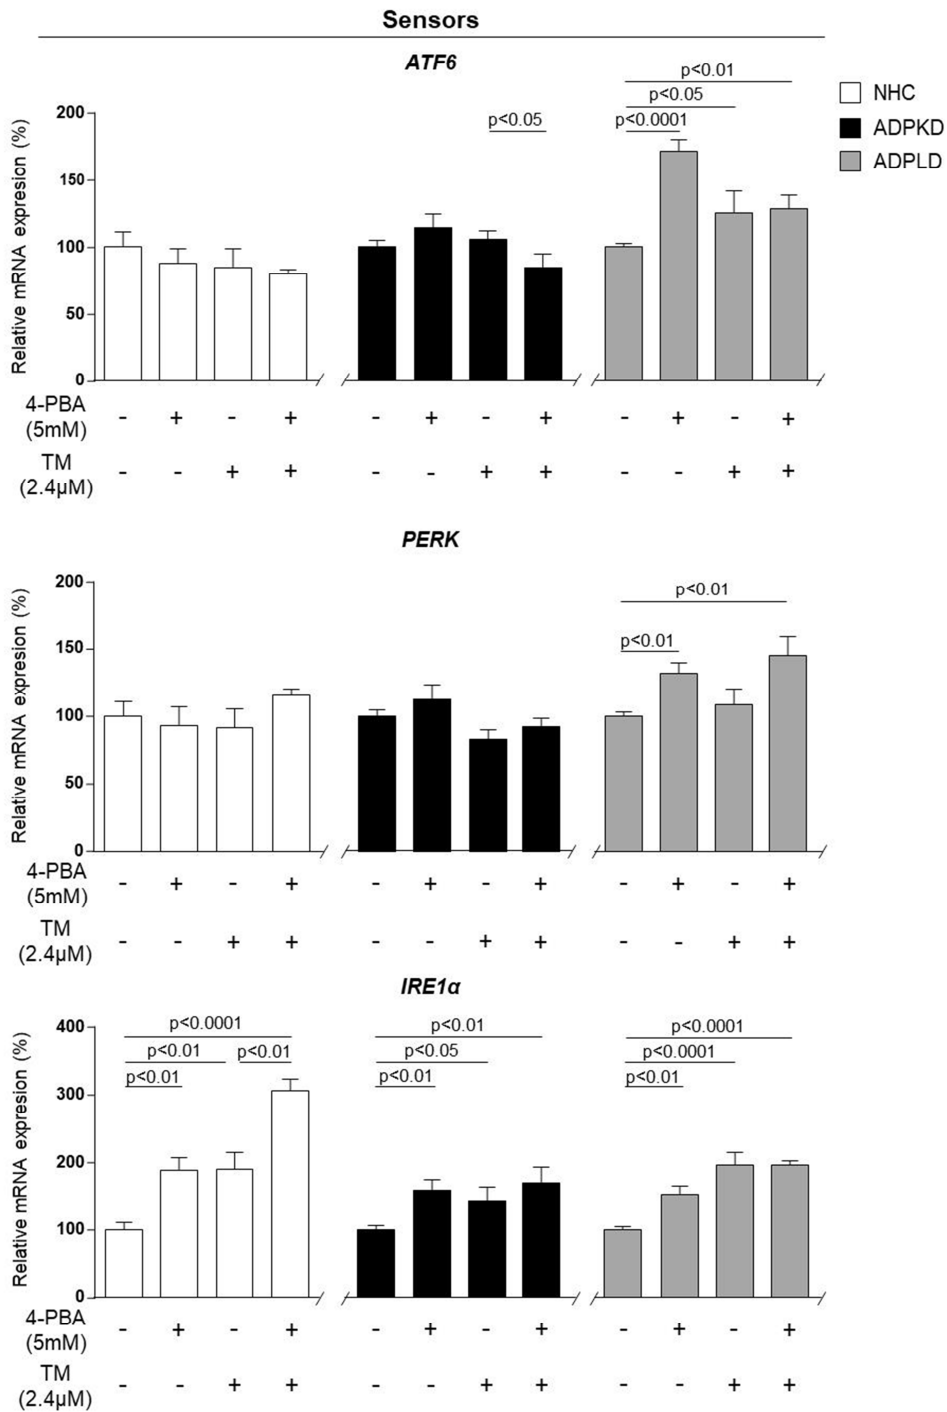 Sensors
ATF6
p<0.01
p<0.05
p<0.05
p<0.0001
NHC
ADPKD
ADPLD
Relative mRNA expresion (%)
200
150
100
50
0
4-PBA
(5mM)
- + - + - + - + - + - +
TM
(2.4µM)
- - + + - - + + - - + +
PERK
p<0.01
p<0.01
Relative mRNA expresion (%)
200
150
100
50
0
4-PBA
(5mM)
- + - + - + - + - + - +
TM
(2.4µM)
- - + + - - + + - - + +
IRE1α
p<0.0001
p<0.01 p<0.01
p<0.01
p<0.01
p<0.05
p<0.01
p<0.0001
p<0.0001
p<0.01
Relative mRNA expresion (%)
400
300
200
100
0
4-PBA
(5mM)
- + - + - + - + - + - +
TM
(2.4µM)
- - + + - - + + - - + +